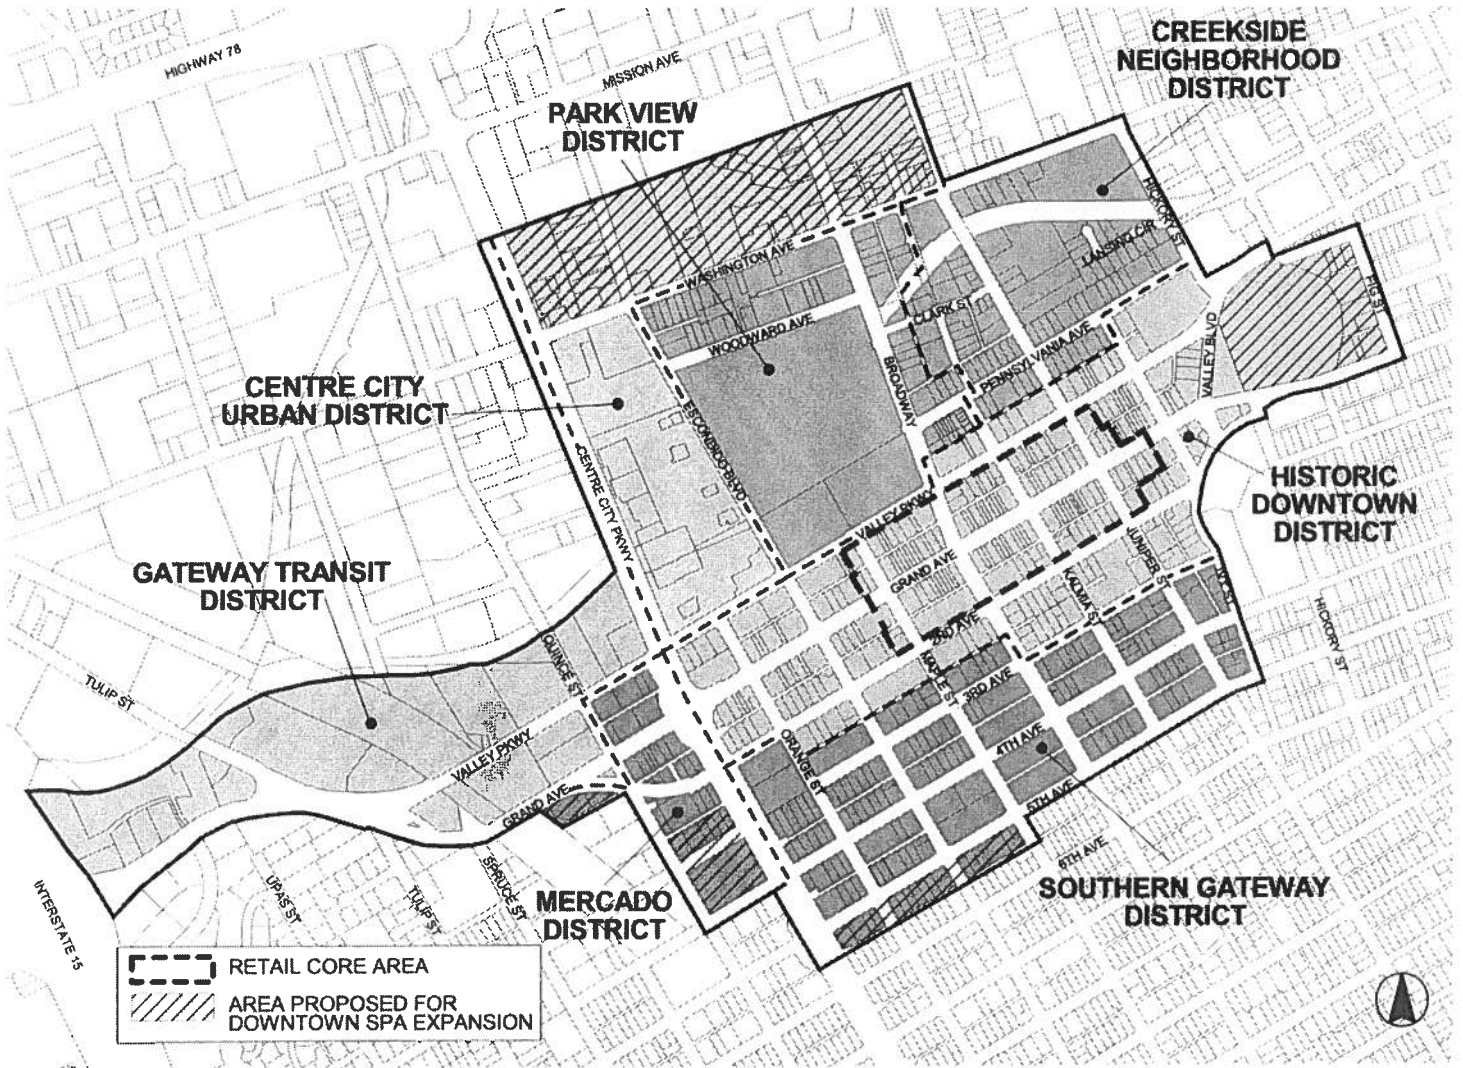 CREEKSIDE
NEIGHBORHOOD
DISTRICT
HIGHWAY 78
MISSION AVE
PARK VIEW
DISTRICT
HICKORY ST
LANSING CIR
WASHINGTON AVE
FIG ST
CLARK ST
WOODWARD AVE
PENNSYLVANIA AVE
VALLEY BLVD
BROADWAY
CENTRE CITY
URBAN DISTRICT
ESCONDIDO BLVD
CENTRE CITY PKWY
HISTORIC
DOWNTOWN
DISTRICT
VALLEY PKWY
GRAND AVE
JUNIPER ST
KALMIA ST
IVY ST
HICKORY ST
GATEWAY TRANSIT
DISTRICT
2ND AVE
QUINCE ST
MAPLE ST
3RD AVE
TULIP ST
VALLEY PKWY
ORANGE ST
4TH AVE
5TH AVE
GRAND AVE
6TH AVE
SPRUCE ST
UPAS ST
TULIP ST
INTERSTATE 15
MERCADO
DISTRICT
SOUTHERN GATEWAY
DISTRICT
RETAIL CORE AREA
AREA PROPOSED FOR
DOWNTOWN SPA EXPANSION